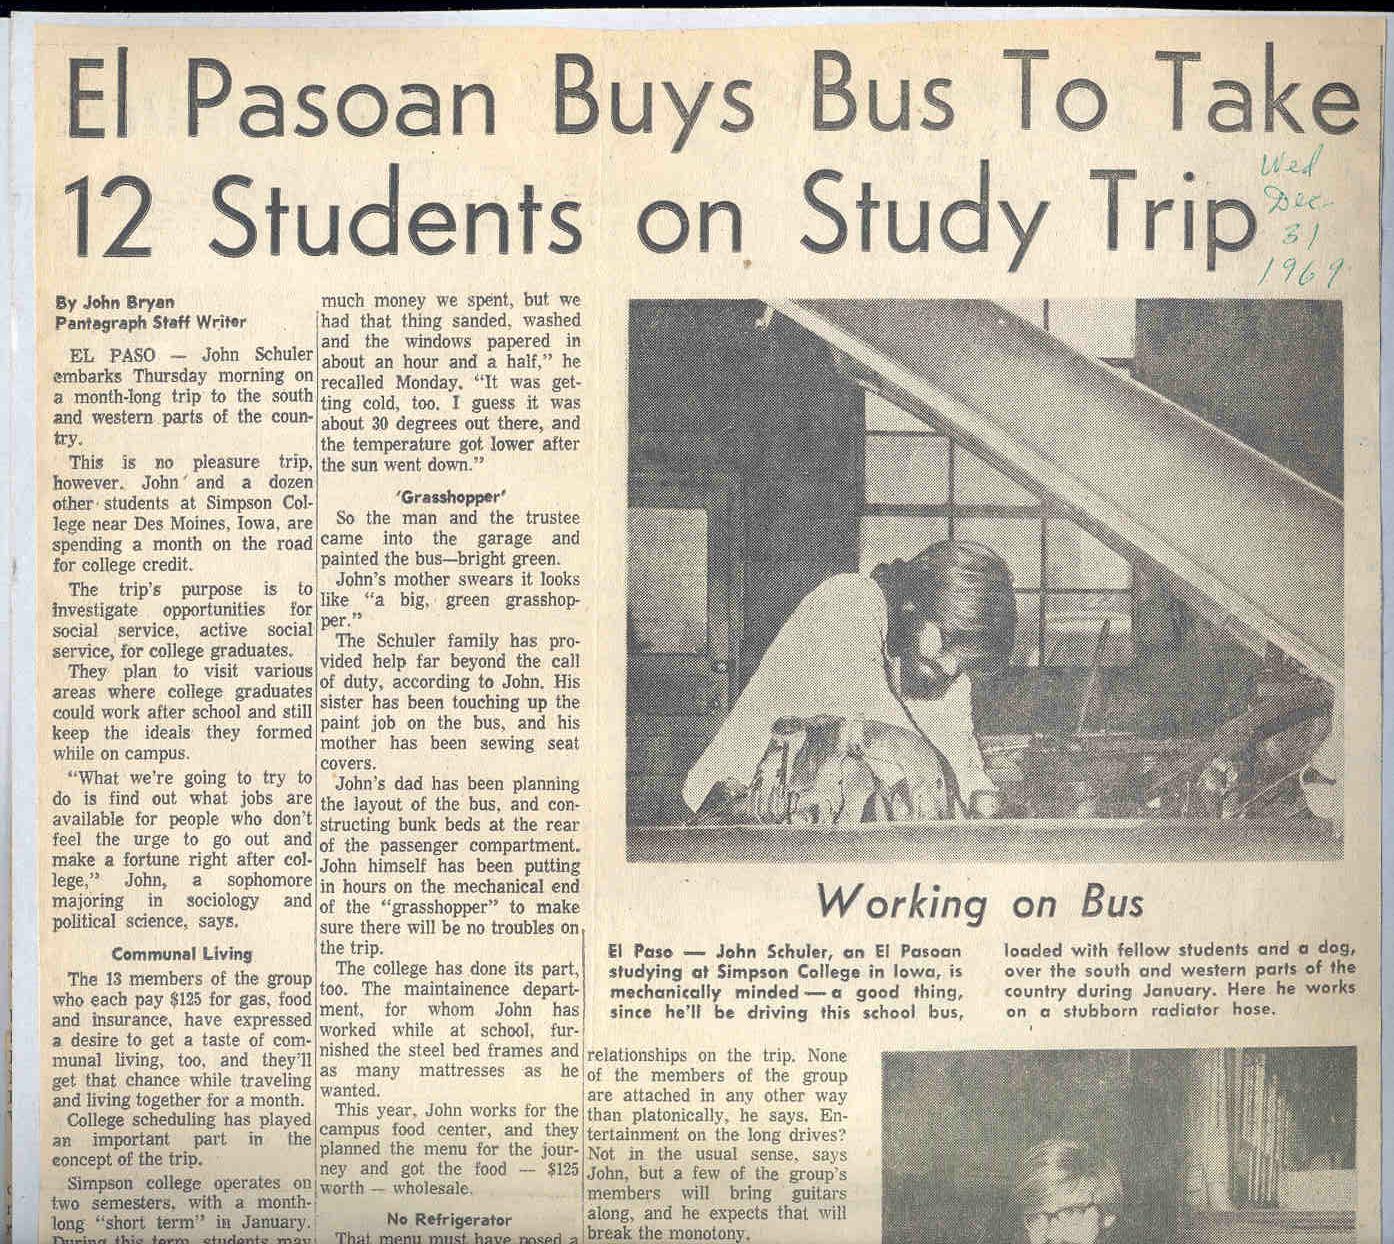 El Pasoan Buys Bus To Take
12 Students on Study Trip
Wed
Dec
31
1969
By John Bryan
Pantagraph Staff Writer
EL PASO — John Schuler
embarks Thursday morning on
a month-long trip to the south
and western parts of the coun-
try.
This is no pleasure trip,
however. John and a dozen
other students at Simpson Col-
lege near Des Moines, Iowa, are
spending a month on the road
for college credit.
The trip's purpose is to
investigate opportunities for
social service, active social
service, for college graduates.
They plan to visit various
areas where college graduates
could work after school and still
keep the ideals they formed
while on campus.
"What we're going to try to
do is find out what jobs are
available for people who don't
feel the urge to go out and
make a fortune right after col-
lege," John, a sophomore
majoring in sociology and
political science, says.
Communal Living
The 13 members of the group
who each pay $125 for gas, food
and insurance, have expressed
a desire to get a taste of com-
munal living, too, and they'll
get that chance while traveling
and living together for a month.
College scheduling has played
an important part in the
concept of the trip.
Simpson college operates on
two semesters, with a month-
long "short term" in January.
During this term, students may
much money we spent, but we
had that thing sanded, washed
and the windows papered in
about an hour and a half," he
recalled Monday. "It was get-
ting cold, too. I guess it was
about 30 degrees out there, and
the temperature got lower after
the sun went down."
'Grasshopper'
So the man and the trustee
came into the garage and
painted the bus—bright green.
John's mother swears it looks
like "a big, green grasshop-
per."
The Schuler family has pro-
vided help far beyond the call
of duty, according to John. His
sister has been touching up the
paint job on the bus, and his
mother has been sewing seat
covers.
John's dad has been planning
the layout of the bus, and con-
structing bunk beds at the rear
of the passenger compartment.
John himself has been putting
in hours on the mechanical end
of the "grasshopper" to make
sure there will be no troubles on
the trip.
The college has done its part,
too. The maintainence depart-
ment, for whom John has
worked while at school, fur-
nished the steel bed frames and
as many mattresses as he
wanted.
This year, John works for the
campus food center, and they
planned the menu for the jour-
ney and got the food — $125
worth — wholesale.
No Refrigerator
That menu must have posed a
Working on Bus
El Paso — John Schuler, an El Pasoan
studying at Simpson College in Iowa, is
mechanically minded — a good thing,
since he'll be driving this school bus,
loaded with fellow students and a dog,
over the south and western parts of the
country during January. Here he works
on a stubborn radiator hose.
relationships on the trip. None
of the members of the group
are attached in any other way
than platonically, he says. En-
tertainment on the long drives?
Not in the usual sense, says
John, but a few of the group's
members will bring guitars
along, and he expects that will
break the monotony.